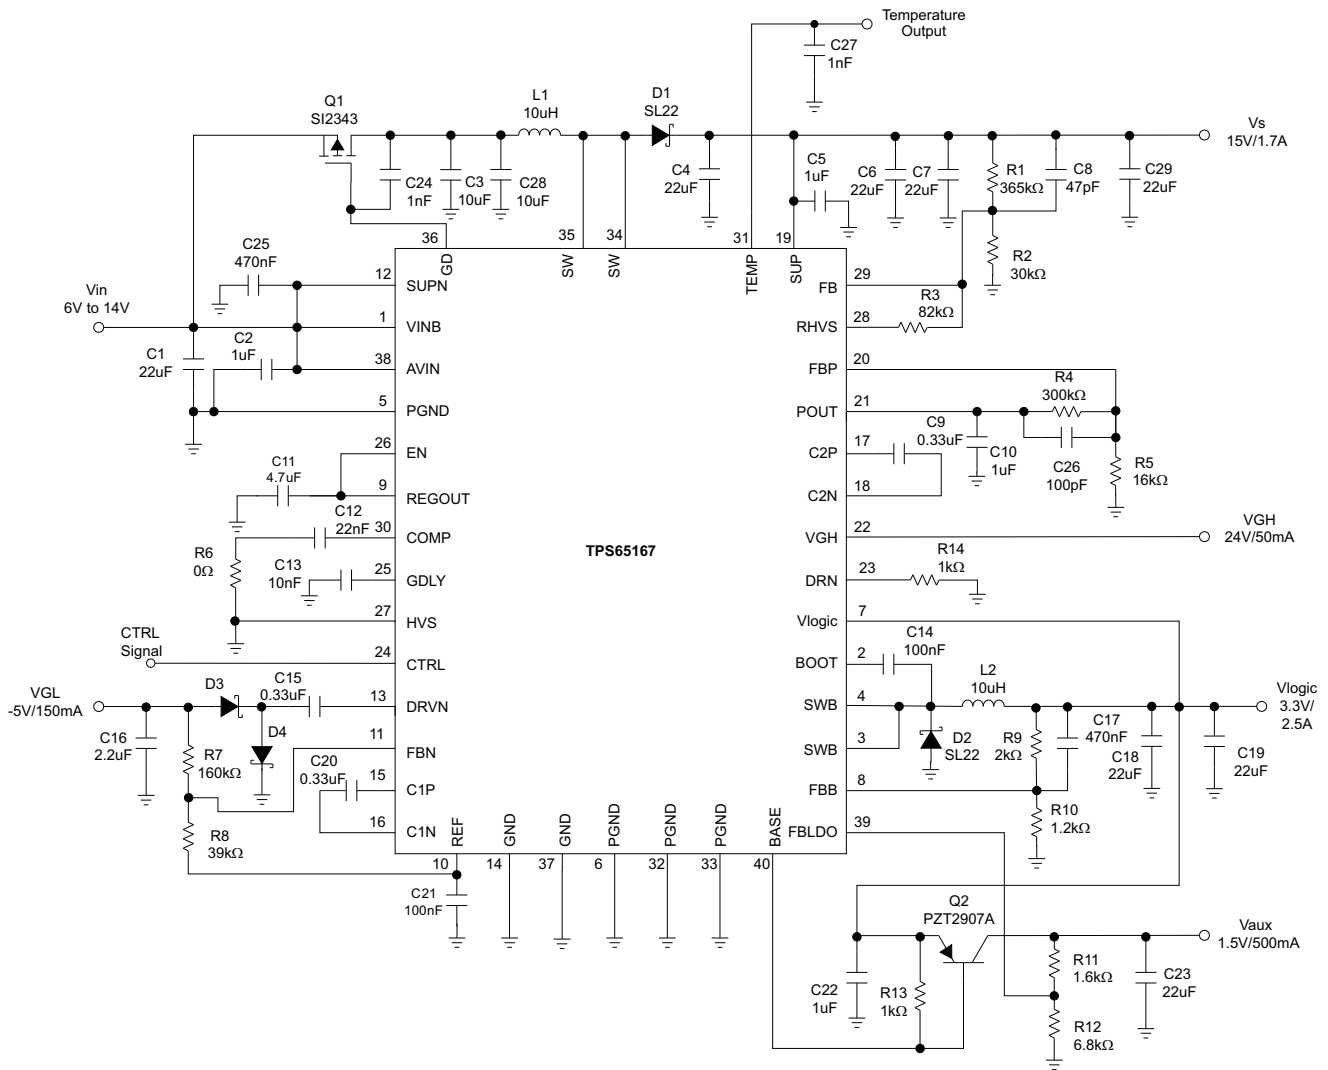 Temperature
Output
C27
1nF
Q1
SI2343
L1
10uH
D1
SL22
Vs
15V/1.7A
C24
1nF
C3
10uF
C28
10uF
C4
22uF
C5
1uF
C6
22uF
C7
22uF
R1
365kΩ
C8
47pF
C29
22uF
R2
30kΩ
36
35
34
31
19
GD
SW
SW
TEMP
SUP
C25
470nF
12
SUPN
Vin
6V to 14V
1
VINB
C1
22uF
C2
1uF
38
AVIN
5
PGND
26
EN
C11
4.7uF
9
REGOUT
C12
22nF
30
COMP
R6
0Ω
C13
10nF
25
GDLY
27
HVS
CTRL
Signal
24
CTRL
VGL
-5V/150mA
D3
C15
0.33uF
13
DRVN
C16
2.2uF
D4
R7
160kΩ
11
FBN
C20
0.33uF
15
C1P
16
C1N
R8
39kΩ
TPS65167
29
FB
R3
82kΩ
28
RHVS
20
FBP
R4
300kΩ
21
POUT
C9
0.33uF
C10
1uF
C26
100pF
R5
16kΩ
17
C2P
18
C2N
22
VGH
VGH
24V/50mA
23
DRN
R14
1kΩ
7
Vlogic
C14
100nF
2
BOOT
L2
10uH
4
SWB
Vlogic
3.3V/
2.5A
3
SWB
D2
SL22
R9
2kΩ
C17
470nF
C18
22uF
C19
22uF
8
FBB
R10
1.2kΩ
39
FBLDO
REF
GND
GND
PGND
PGND
PGND
BASE
10
14
37
6
32
33
40
C21
100nF
Q2
PZT2907A
Vaux
1.5V/500mA
C22
1uF
R13
1kΩ
R11
1.6kΩ
C23
22uF
R12
6.8kΩ